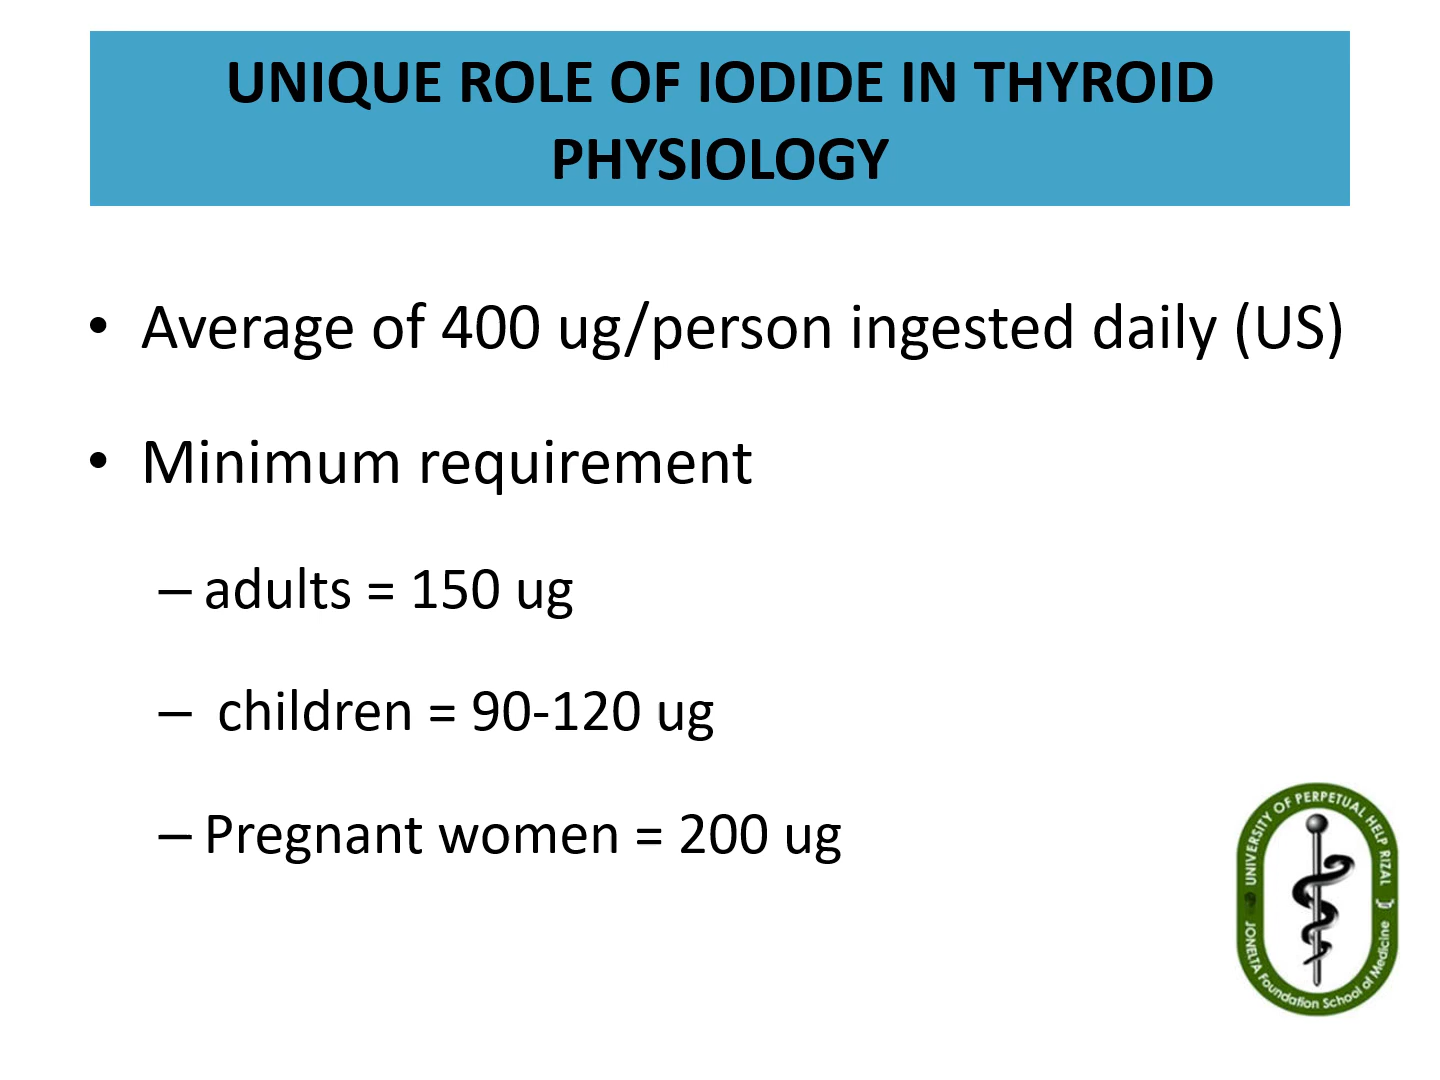 UNIQUE ROLE OF IODIDE IN THYROID
PHYSIOLOGY
• Average of 400 ug/person ingested daily (US)
• Minimum requirement
– adults = 150 ug
– children = 90-120 ug
– Pregnant women = 200 ug
UNIVERSITY OF PERPETUAL HELP RIZAL
JONELTA Foundation School of Medicine